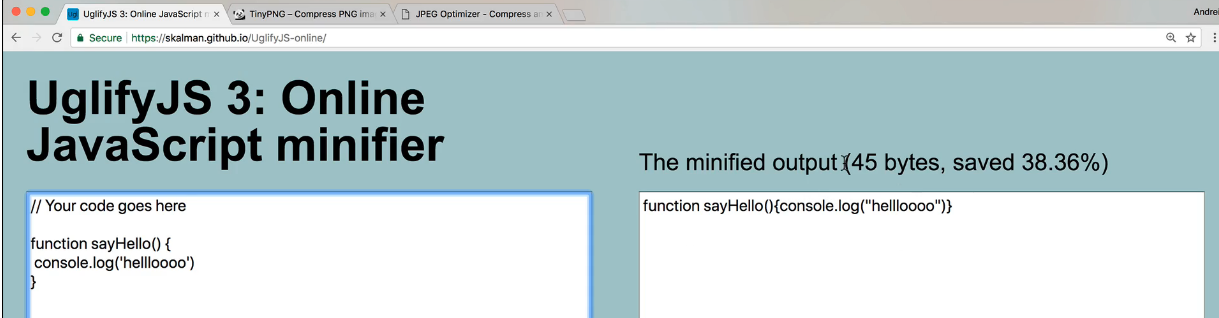 UglifyJS 3: Online JavaScript n
TinyPNG – Compress PNG ima
JPEG Optimizer - Compress an
Andrei
Secure
https://skalman.github.io/UglifyJS-online/
UglifyJS 3: Online
JavaScript minifier
The minified output (45 bytes, saved 38.36%)
// Your code goes here
function sayHello() {
console.log('hellloooo')
}
function sayHello(){console.log("hellloooo")}